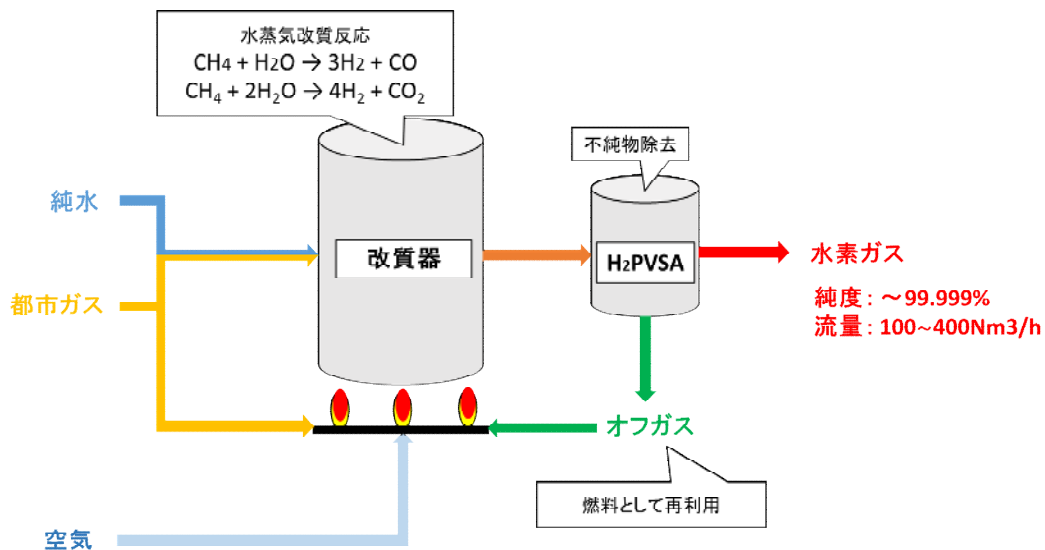 水蒸気改質反応
CH4 + H2O → 3H2 + CO
CH₄ + 2H₂O → 4H₂ + CO₂
不純物除去
純水
改質器
H₂PVSA
水素ガス
都市ガス
純度：～99.999%
流量：100~400Nm3/h
オフガス
燃料として再利用
空気